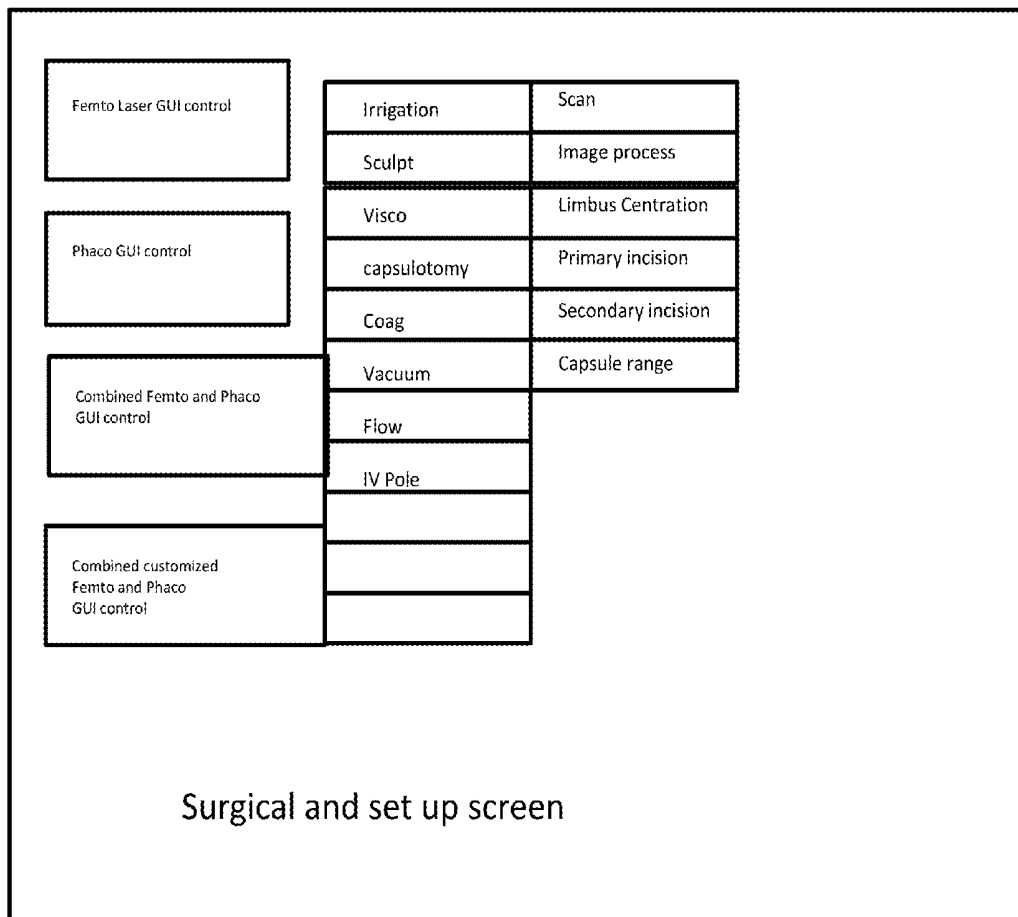 Femto Laser GUI control
Phaco GUI control
Combined Femto and Phaco
GUI control
Combined customized
Femto and Phaco
GUI control
Irrigation
Scan
Sculpt
Image process
Visco
Limbus Centration
capsulotomy
Primary incision
Coag
Secondary incision
Vacuum
Capsule range
Flow
IV Pole
Surgical and set up screen